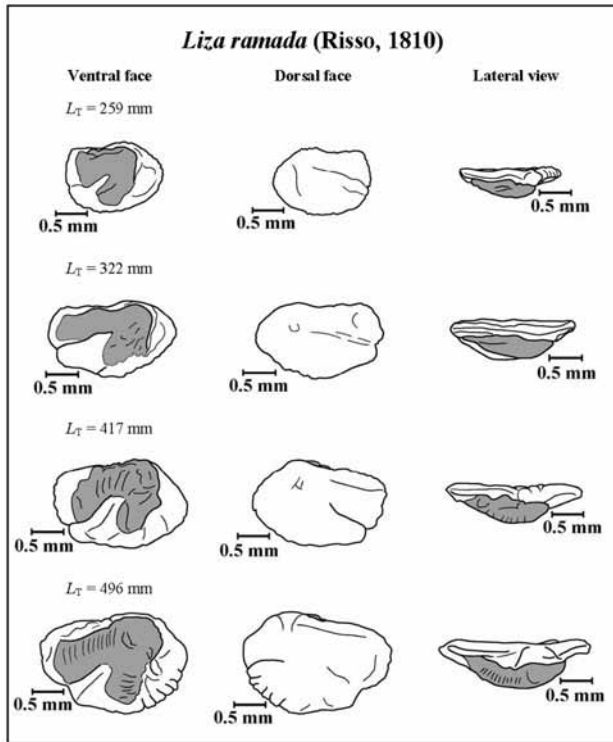 Liza ramada (Risso, 1810)
Ventral face Dorsal face Lateral view
LT = 259 mm
0.5 mm 0.5 mm 0.5 mm
LT = 322 mm
0.5 mm 0.5 mm 0.5 mm
LT = 417 mm
0.5 mm 0.5 mm 0.5 mm
LT = 496 mm
0.5 mm 0.5 mm 0.5 mm